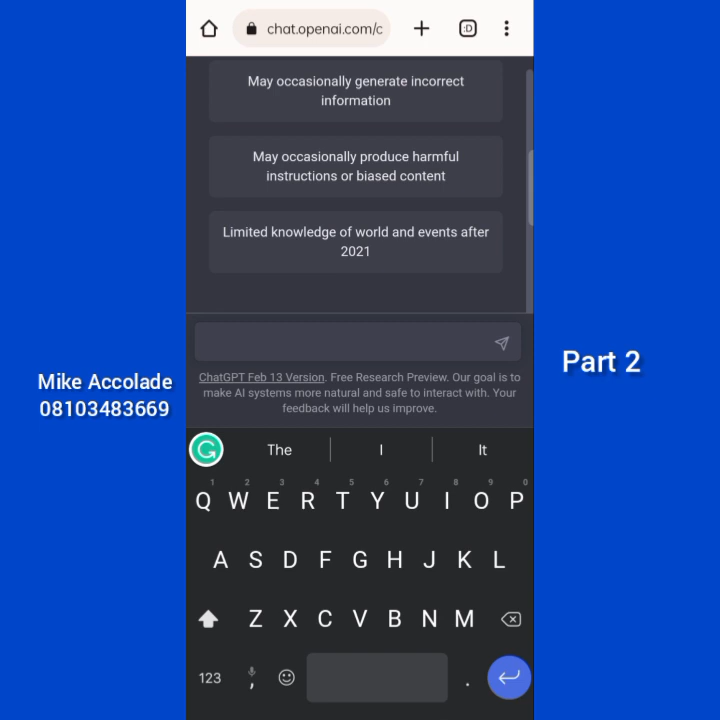 chat.openai.com/c
:D
May occasionally generate incorrect
information
May occasionally produce harmful
instructions or biased content
Limited knowledge of world and events after
2021
ChatGPT Feb 13 Version. Free Research Preview. Our goal is to
make AI systems more natural and safe to interact with. Your
feedback will help us improve.
Mike Accolade
08103483669
Part 2
The I It
1 2 3 4 5 6 7 8 9 0
Q W E R T Y U I O P
A S D F G H J K L
Z X C V B N M
123 , .